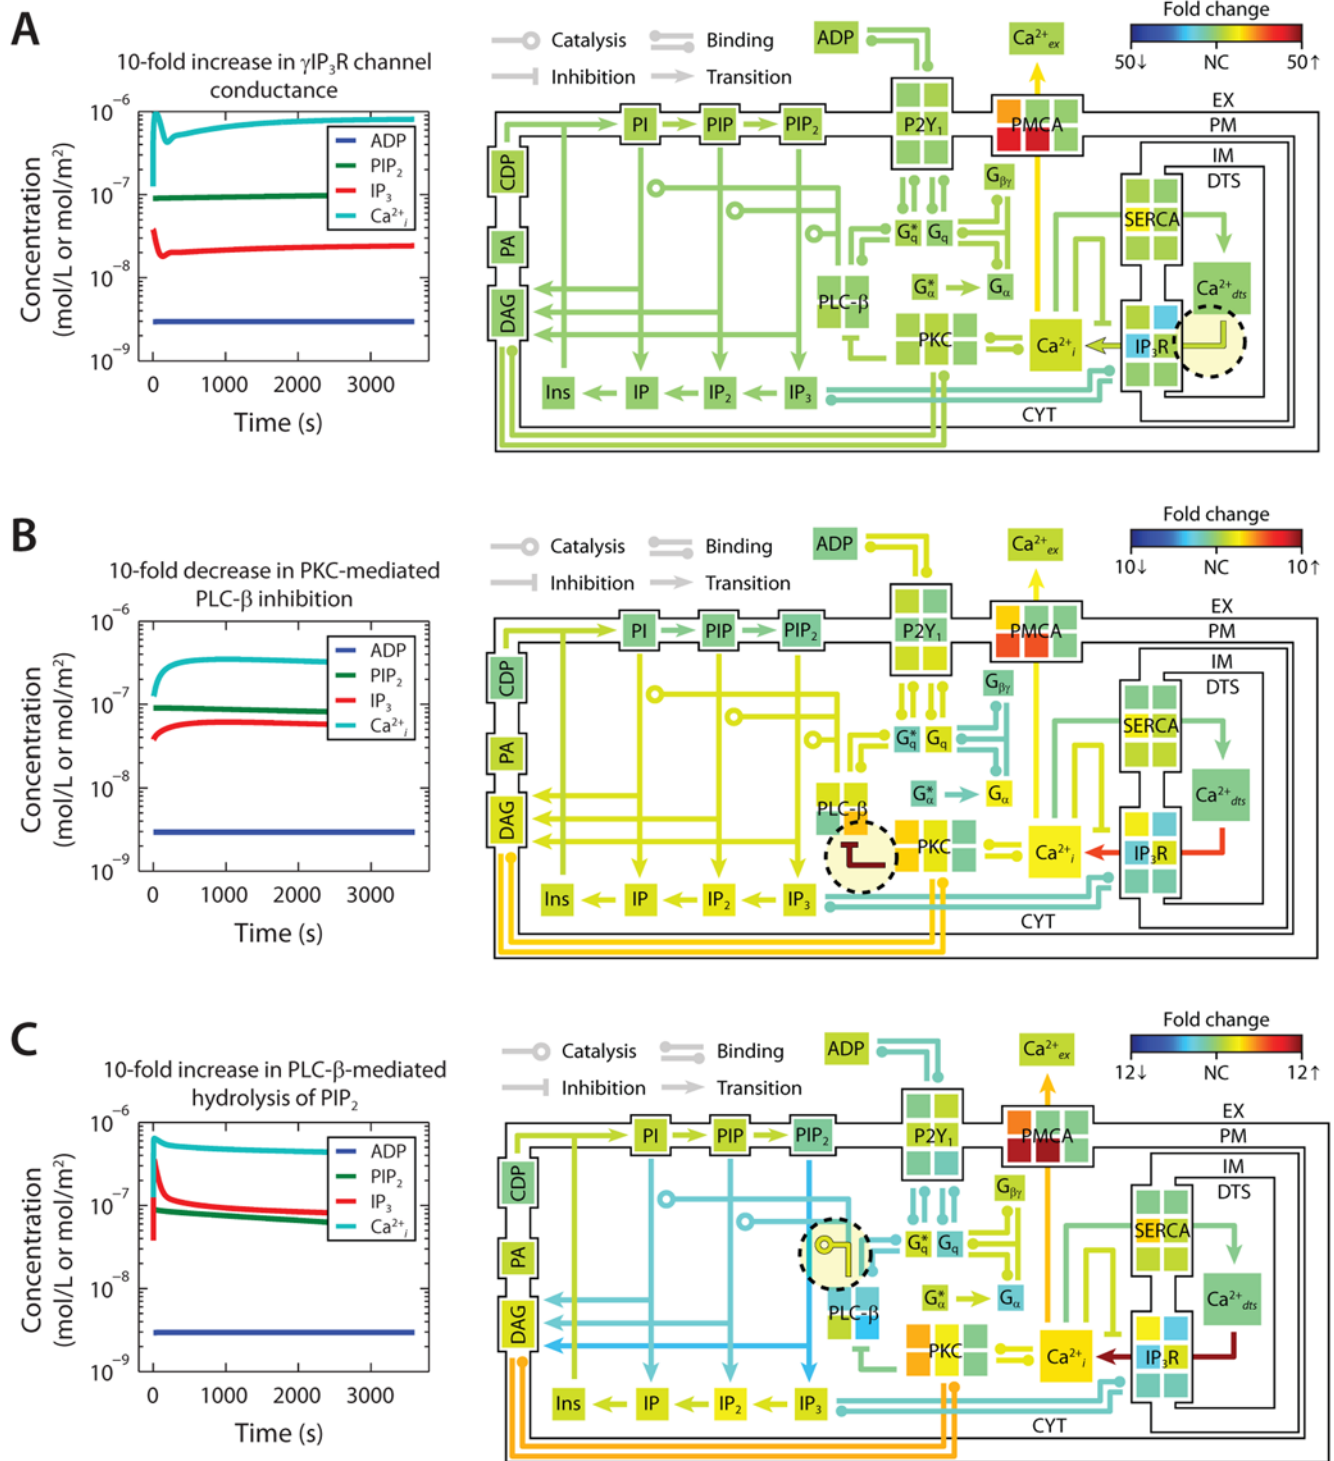 A
10-fold increase in γIP₃R channel
conductance
Concentration
(mol/L or mol/m²)
10⁻⁶
10⁻⁷
10⁻⁸
10⁻⁹
ADP
PIP₂
IP₃
Ca²⁺ᵢ
0 1000 2000 3000
Time (s)
Catalysis
Binding
Inhibition
Transition
Fold change
50↓ NC 50↑
ADP
Ca²⁺ₑₓ
EX
PM
IM
DTS
CYT
PI
PIP
PIP₂
P2Y₁
PMCA
CDP
PA
DAG
Gβγ
Gq*
Gq
Gα*
Gα
SERCA
Ca²⁺dts
PLC-β
PKC
Ca²⁺ᵢ
IP₃R
Ins
IP
IP₂
IP₃
B
10-fold decrease in PKC-mediated
PLC-β inhibition
Concentration
(mol/L or mol/m²)
10⁻⁶
10⁻⁷
10⁻⁸
10⁻⁹
ADP
PIP₂
IP₃
Ca²⁺ᵢ
0 1000 2000 3000
Time (s)
Catalysis
Binding
Inhibition
Transition
Fold change
10↓ NC 10↑
ADP
Ca²⁺ₑₓ
EX
PM
IM
DTS
CYT
PI
PIP
PIP₂
P2Y₁
PMCA
CDP
PA
DAG
Gβγ
Gq*
Gq
Gα*
Gα
SERCA
Ca²⁺dts
PLC-β
PKC
Ca²⁺ᵢ
IP₃R
Ins
IP
IP₂
IP₃
C
10-fold increase in PLC-β-mediated
hydrolysis of PIP₂
Concentration
(mol/L or mol/m²)
10⁻⁶
10⁻⁷
10⁻⁸
10⁻⁹
ADP
PIP₂
IP₃
Ca²⁺ᵢ
0 1000 2000 3000
Time (s)
Catalysis
Binding
Inhibition
Transition
Fold change
12↓ NC 12↑
ADP
Ca²⁺ₑₓ
EX
PM
IM
DTS
CYT
PI
PIP
PIP₂
P2Y₁
PMCA
CDP
PA
DAG
Gβγ
Gq*
Gq
Gα*
Gα
SERCA
Ca²⁺dts
PLC-β
PKC
Ca²⁺ᵢ
IP₃R
Ins
IP
IP₂
IP₃